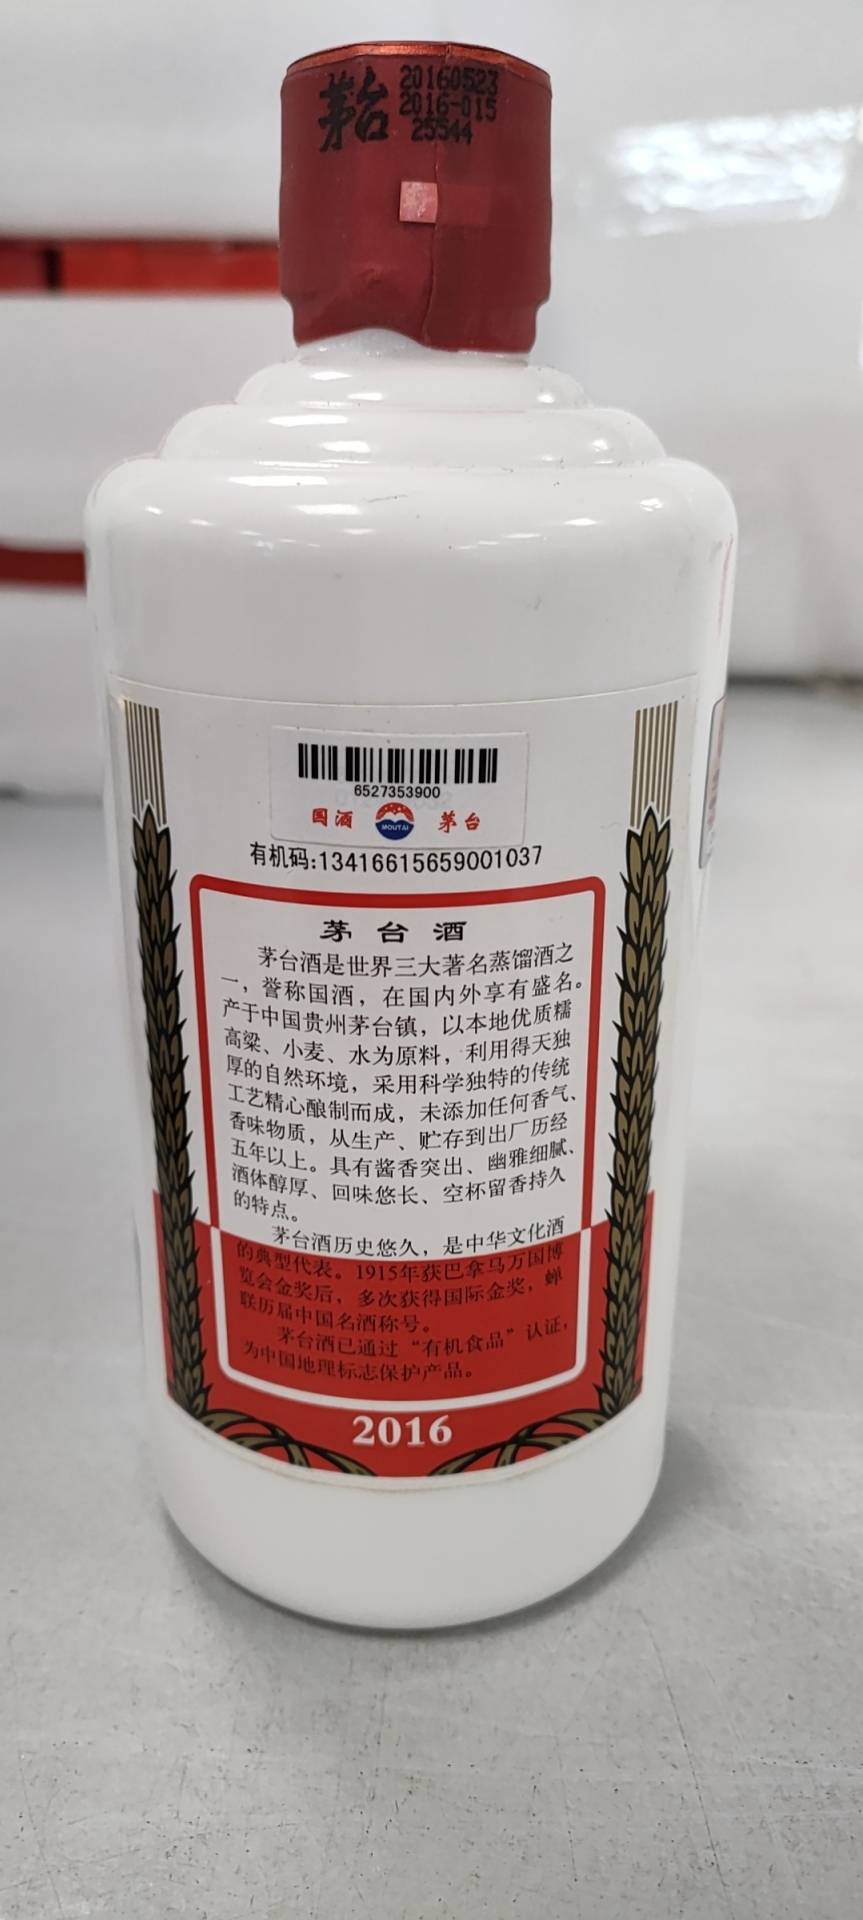 茅台
20160523
2016-015
25544
6527353900
国酒 MOUTAI 茅台
有机码:13416615659001037
茅台酒
茅台酒是世界三大著名蒸馏酒之
一，誉称国酒，在国内外享有盛名。
产于中国贵州茅台镇，以本地优质糯
高粱、小麦、水为原料，利用得天独
厚的自然环境，采用科学独特的传统
工艺精心酿制而成，未添加任何香气、
香味物质，从生产、贮存到出厂历经
五年以上。具有酱香突出、幽雅细腻、
酒体醇厚、回味悠长、空杯留香持久
的特点。
茅台酒历史悠久，是中华文化酒
的典型代表。1915年获巴拿马万国博
览会金奖后，多次获得国际金奖，蝉
联历届中国名酒称号。
茅台酒已通过“有机食品”认证，
为中国地理标志保护产品。
2016